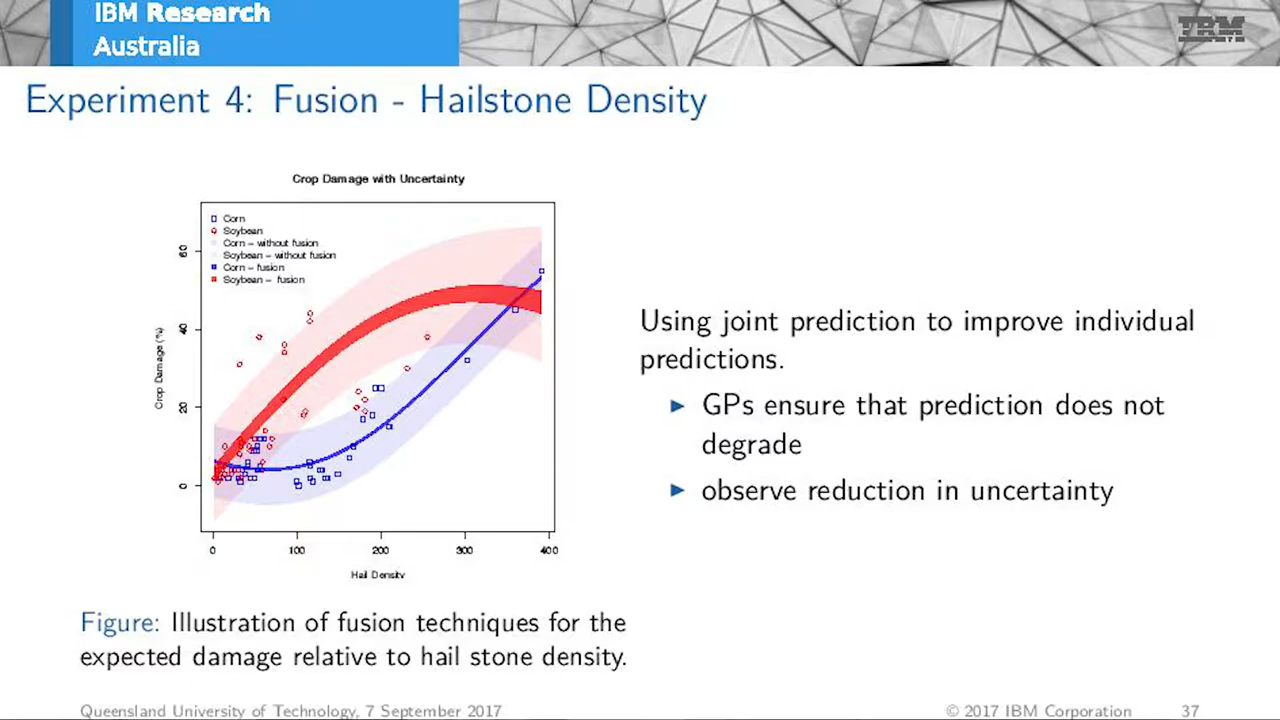 IBM Research
Australia
IBM
Experiment 4: Fusion - Hailstone Density
Crop Damage with Uncertainty
Corn
Soybean
Corn – without fusion
Soybean – without fusion
Corn – fusion
Soybean – fusion
Crop Damage (%)
60
40
20
0
0 100 200 300 400
Hail Density
Using joint prediction to improve individual
predictions.
▶ GPs ensure that prediction does not
degrade
▶ observe reduction in uncertainty
Figure: Illustration of fusion techniques for the
expected damage relative to hail stone density.
Queensland University of Technology, 7 September 2017
© 2017 IBM Corporation
37